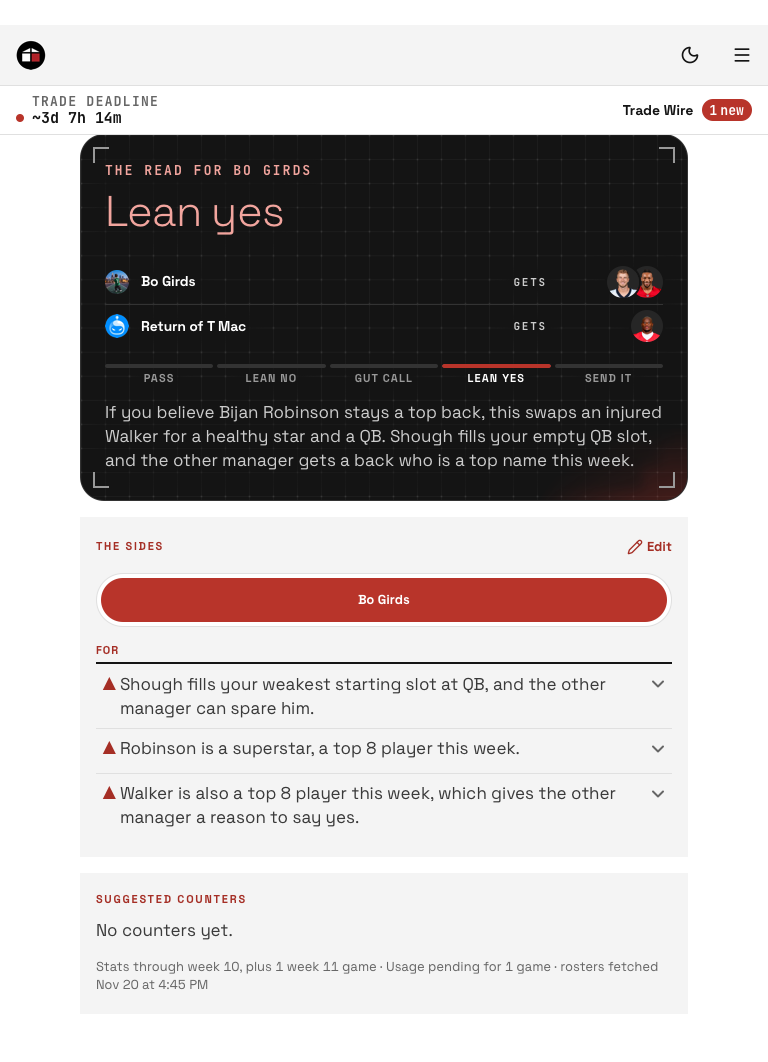 TRADE DEADLINE
~3d 7h 14m
Trade Wire
1 new
THE READ FOR BO GIRDS
Lean yes
Bo Girds
GETS
Return of T Mac
GETS
PASS
LEAN NO
GUT CALL
LEAN YES
SEND IT
If you believe Bijan Robinson stays a top back, this swaps an injured
Walker for a healthy star and a QB. Shough fills your empty QB slot,
and the other manager gets a back who is a top name this week.
THE SIDES
Edit
Bo Girds
FOR
Shough fills your weakest starting slot at QB, and the other
manager can spare him.
Robinson is a superstar, a top 8 player this week.
Walker is also a top 8 player this week, which gives the other
manager a reason to say yes.
SUGGESTED COUNTERS
No counters yet.
Stats through week 10, plus 1 week 11 game · Usage pending for 1 game · rosters fetched
Nov 20 at 4:45 PM